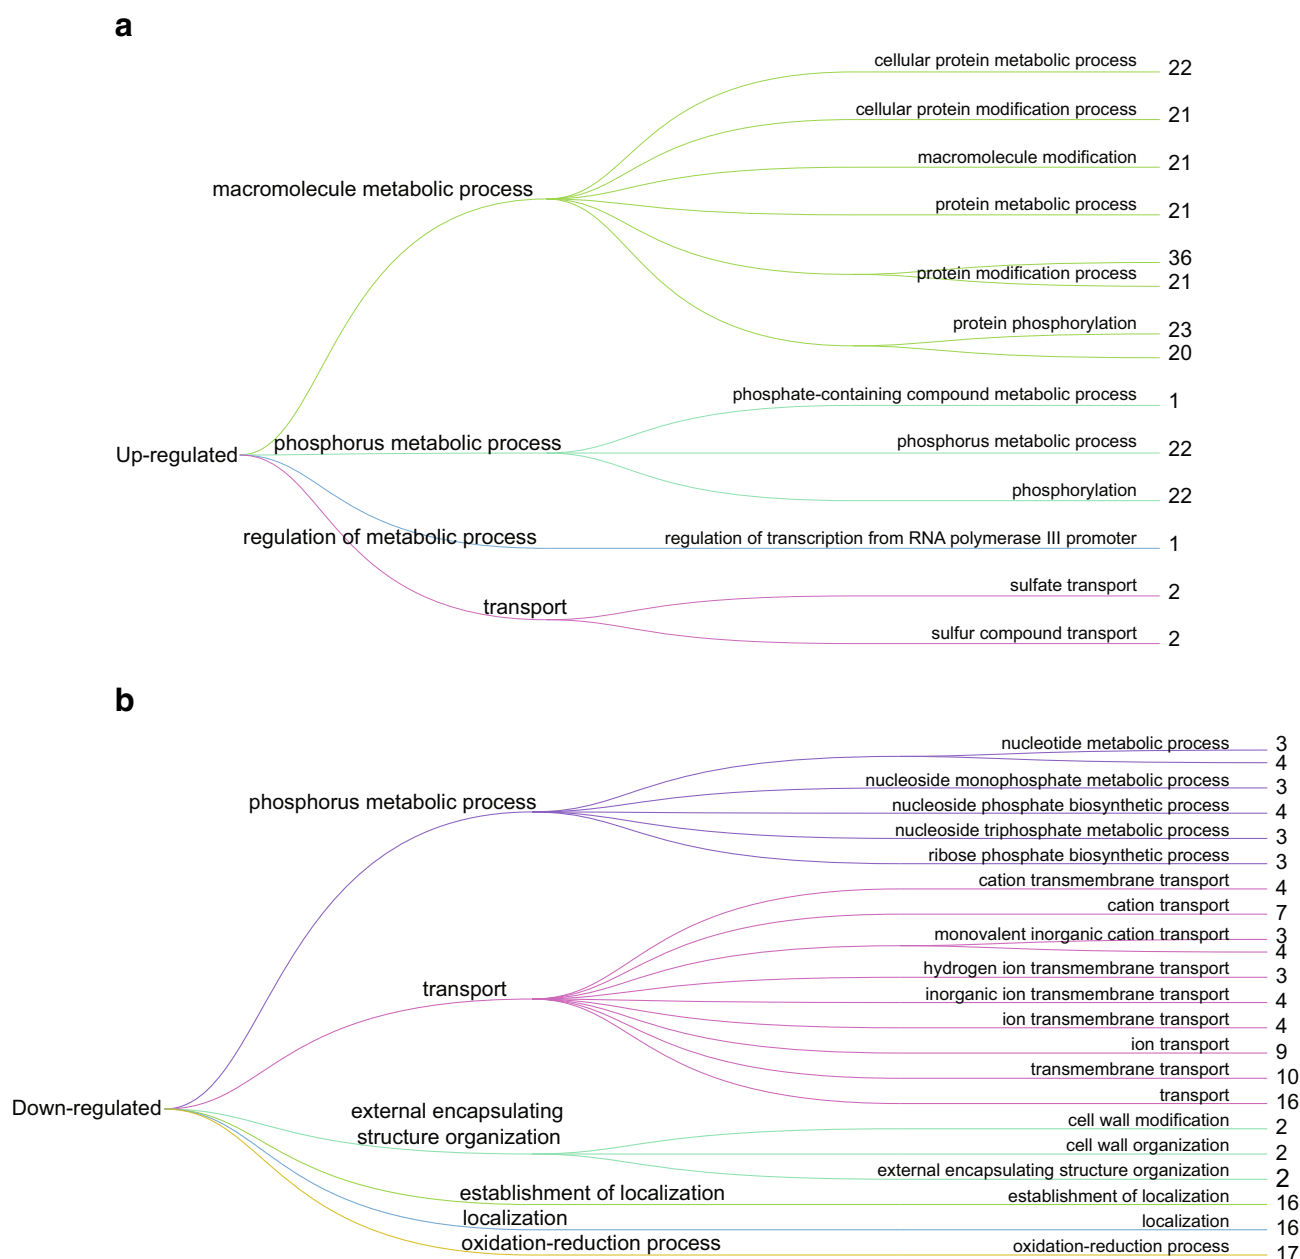 a
cellular protein metabolic process 22
cellular protein modification process 21
macromolecule modification 21
macromolecule metabolic process
protein metabolic process 21
36
protein modification process
21
protein phosphorylation 23
20
phosphate-containing compound metabolic process 1
phosphorus metabolic process
phosphorus metabolic process 22
Up-regulated
phosphorylation 22
regulation of metabolic process
regulation of transcription from RNA polymerase III promoter 1
sulfate transport 2
transport
sulfur compound transport 2
b
nucleotide metabolic process 3
4
nucleoside monophosphate metabolic process 3
phosphorus metabolic process
nucleoside phosphate biosynthetic process 4
nucleoside triphosphate metabolic process 3
ribose phosphate biosynthetic process 3
cation transmembrane transport 4
cation transport 7
monovalent inorganic cation transport 3
4
hydrogen ion transmembrane transport 3
transport
inorganic ion transmembrane transport 4
ion transmembrane transport 4
ion transport 9
transmembrane transport 10
transport 16
Down-regulated
external encapsulating
structure organization
cell wall modification 2
cell wall organization 2
external encapsulating structure organization 2
establishment of localization
establishment of localization 16
localization
localization 16
oxidation-reduction process
oxidation-reduction process 17